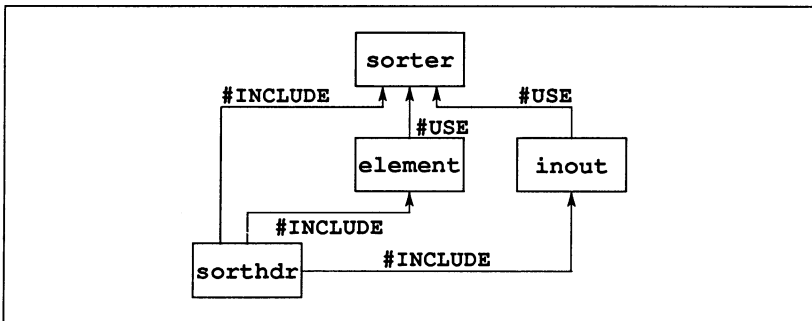 sorter
#INCLUDE
#USE
#USE
element
inout
#INCLUDE
sorthdr
#INCLUDE